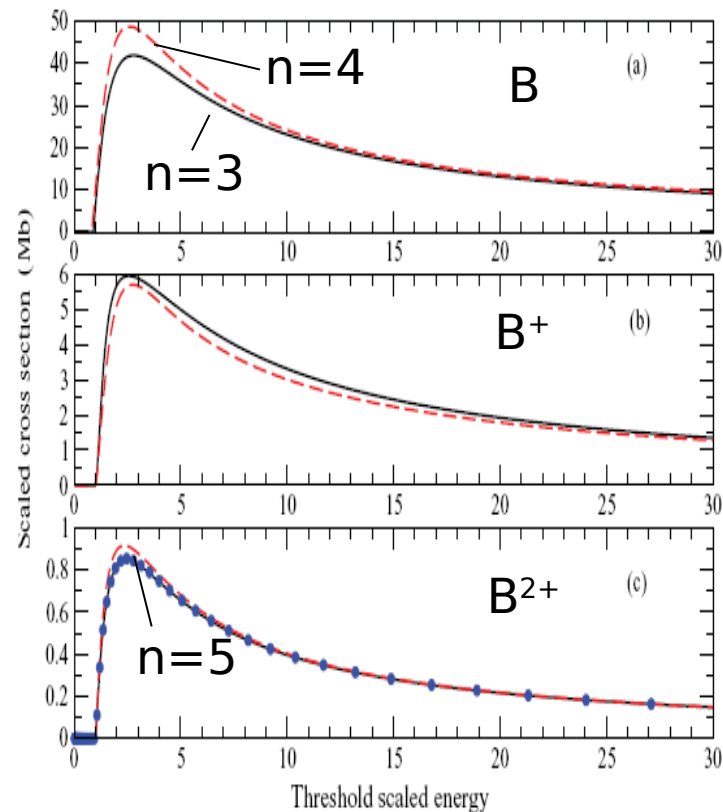 50
40
30
20
10
0
n=4
n=3
B
(a)
0 5 10 15 20 25 30
6
5
4
3
2
1
0
B+
(b)
0 5 10 15 20 25 30
Scaled cross section (Mb)
1
0.8
0.6
0.4
0.2
0
n=5
B2+
(c)
0 5 10 15 20 25 30
Threshold scaled energy